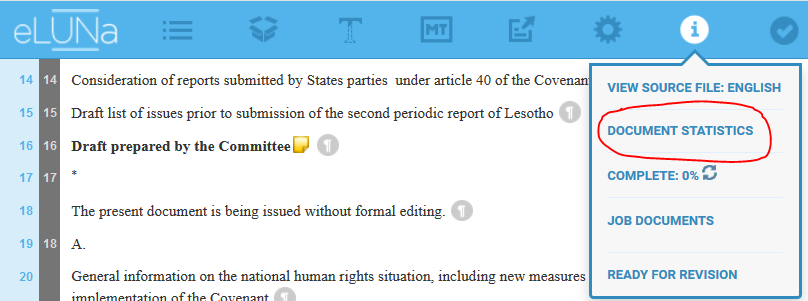 eLUNa
T
MT
i
14 14 Consideration of reports submitted by States parties under article 40 of the Covenan
15 15 Draft list of issues prior to submission of the second periodic report of Lesotho ¶
16 16 Draft prepared by the Committee ¶
17 17 *
18 The present document is being issued without formal editing. ¶
19 18 A.
20 General information on the national human rights situation, including new measures
implementation of the Covenant ¶
VIEW SOURCE FILE: ENGLISH
DOCUMENT STATISTICS
COMPLETE: 0%
JOB DOCUMENTS
READY FOR REVISION